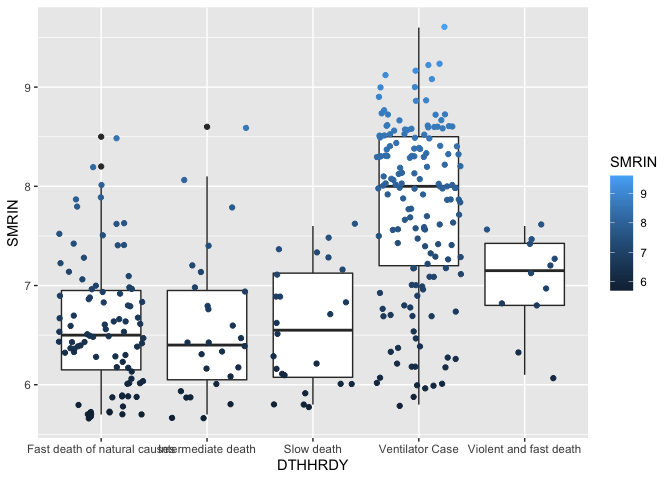 9
8
7
6
SMRIN
Fast death of natural causes
Intermediate death
Slow death
Ventilator Case
Violent and fast death
DTHHRDY
SMRIN
9
8
7
6